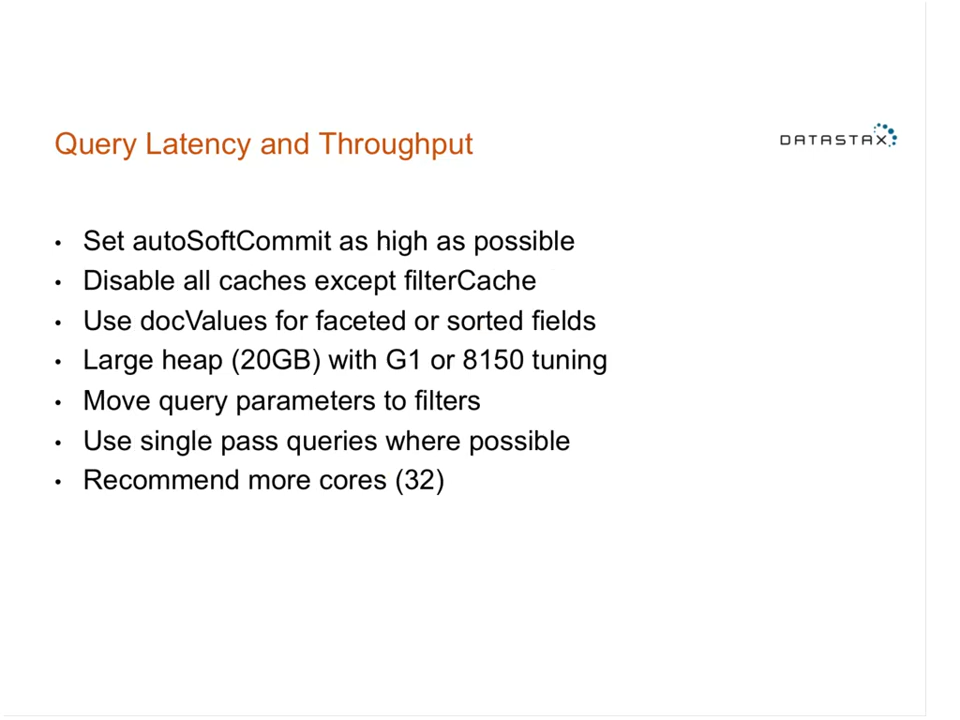 Query Latency and Throughput
DATASTAX
• Set autoSoftCommit as high as possible
• Disable all caches except filterCache
• Use docValues for faceted or sorted fields
• Large heap (20GB) with G1 or 8150 tuning
• Move query parameters to filters
• Use single pass queries where possible
• Recommend more cores (32)